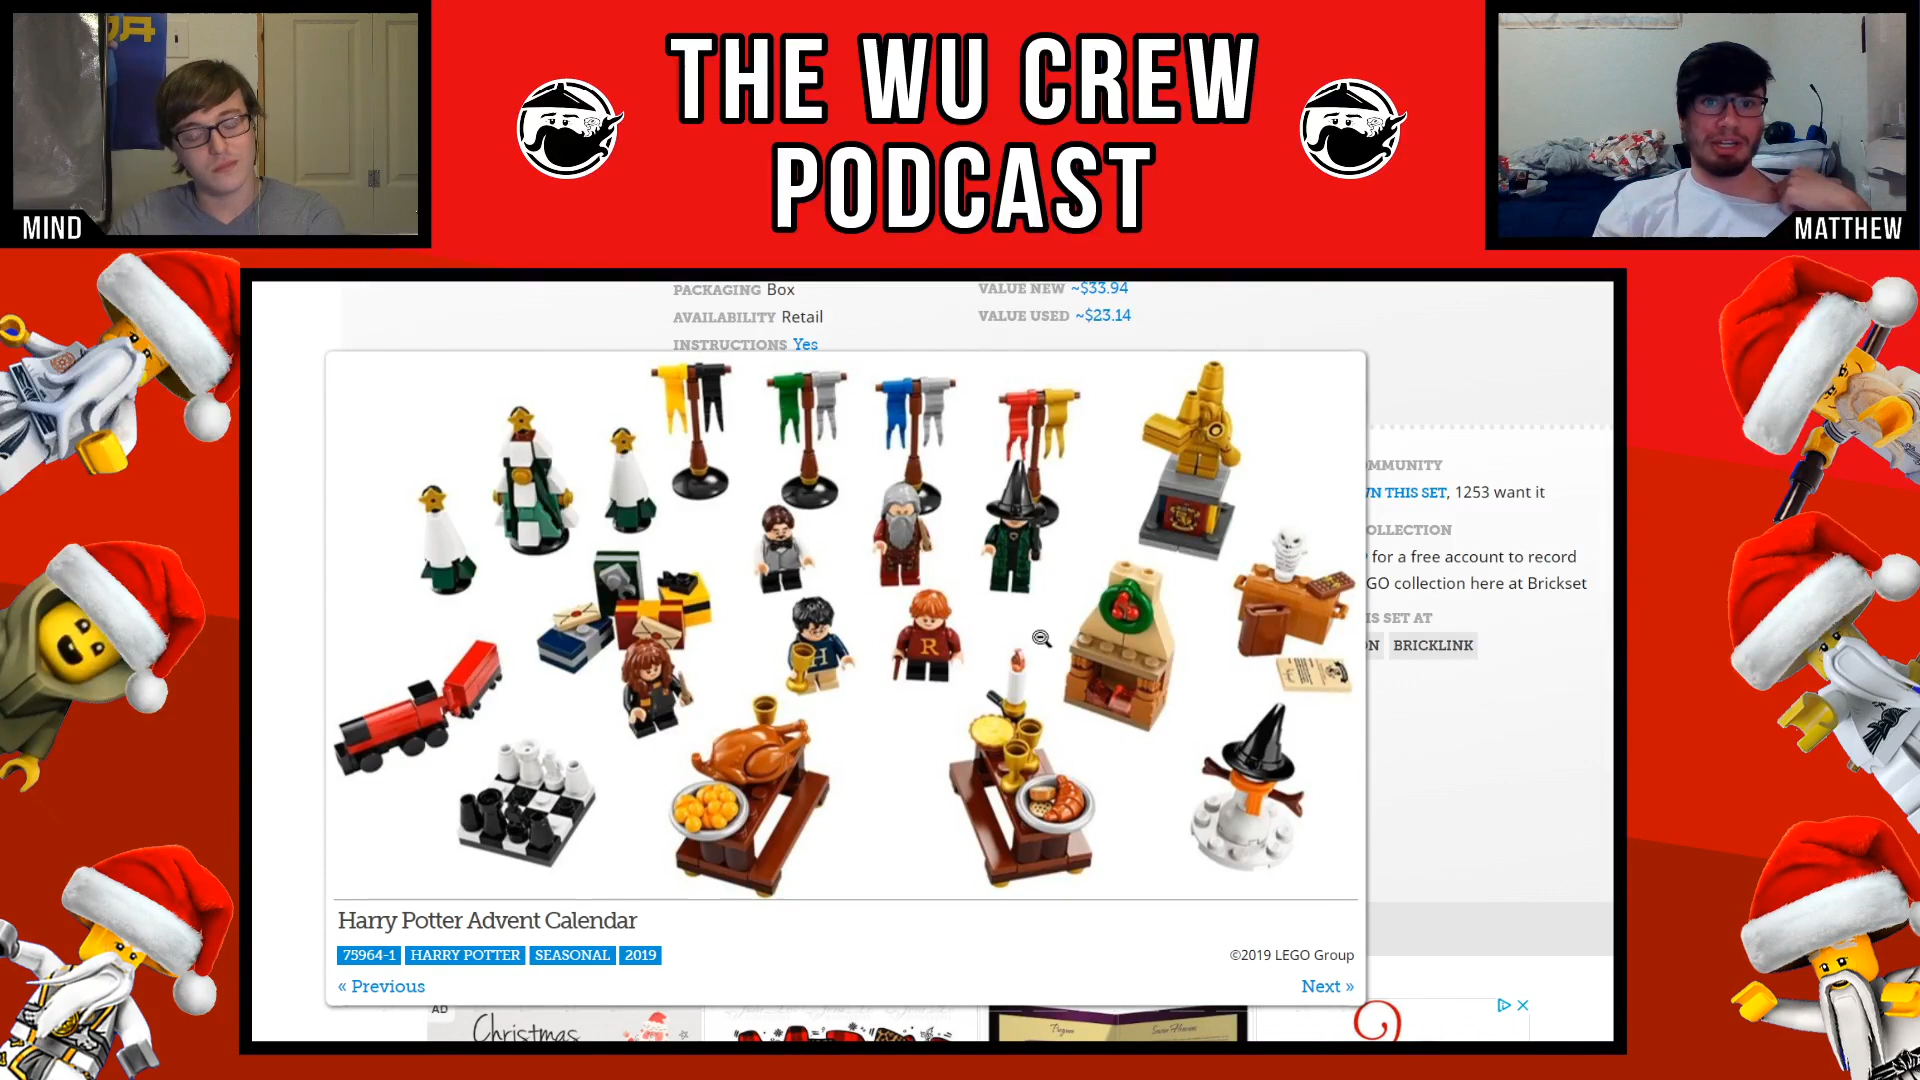 THE WU CREW
PODCAST
MIND
MATTHEW
PACKAGING Box
AVAILABILITY Retail
INSTRUCTIONS Yes
VALUE NEW ~$33.94
VALUE USED ~$23.14
OMMUNITY
WN THIS SET, 1253 want it
OLLECTION
for a free account to record
GO collection here at Brickset
IS SET AT
ON BRICKLINK
H
R
Harry Potter Advent Calendar
75964-1 HARRY POTTER SEASONAL 2019
©2019 LEGO Group
« Previous
Next »
AD
Christmas